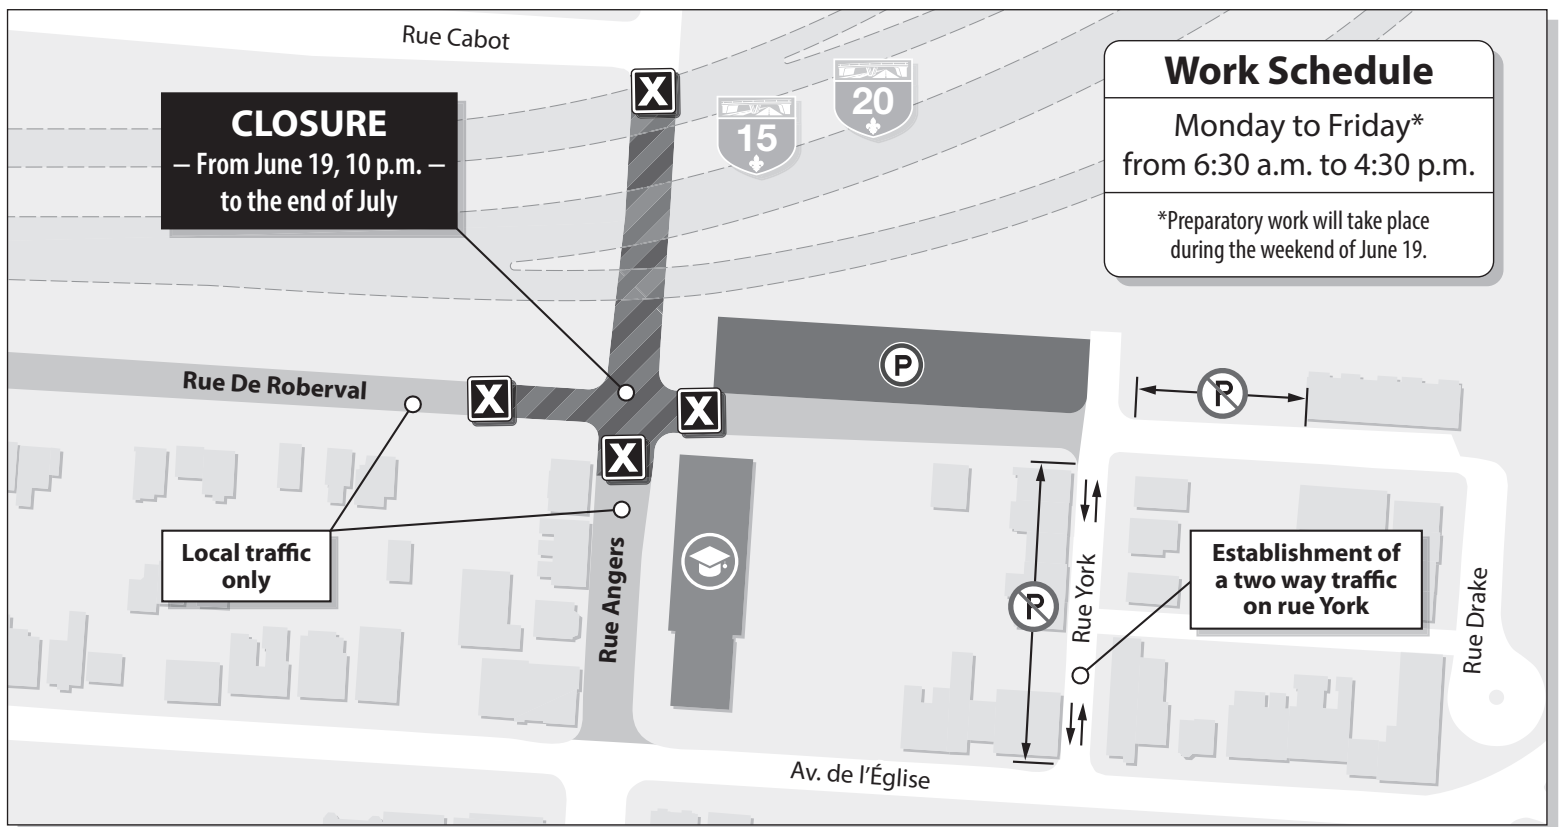 Rue Cabot
CLOSURE
– From June 19, 10 p.m. –
to the end of July
15
20
Work Schedule
Monday to Friday*
from 6:30 a.m. to 4:30 p.m.
*Preparatory work will take place
during the weekend of June 19.
X
X
X
X
P
P
Rue De Roberval
Local traffic
only
Rue Angers
P
Rue York
Establishment of
a two way traffic
on rue York
Rue Drake
Av. de l'Église